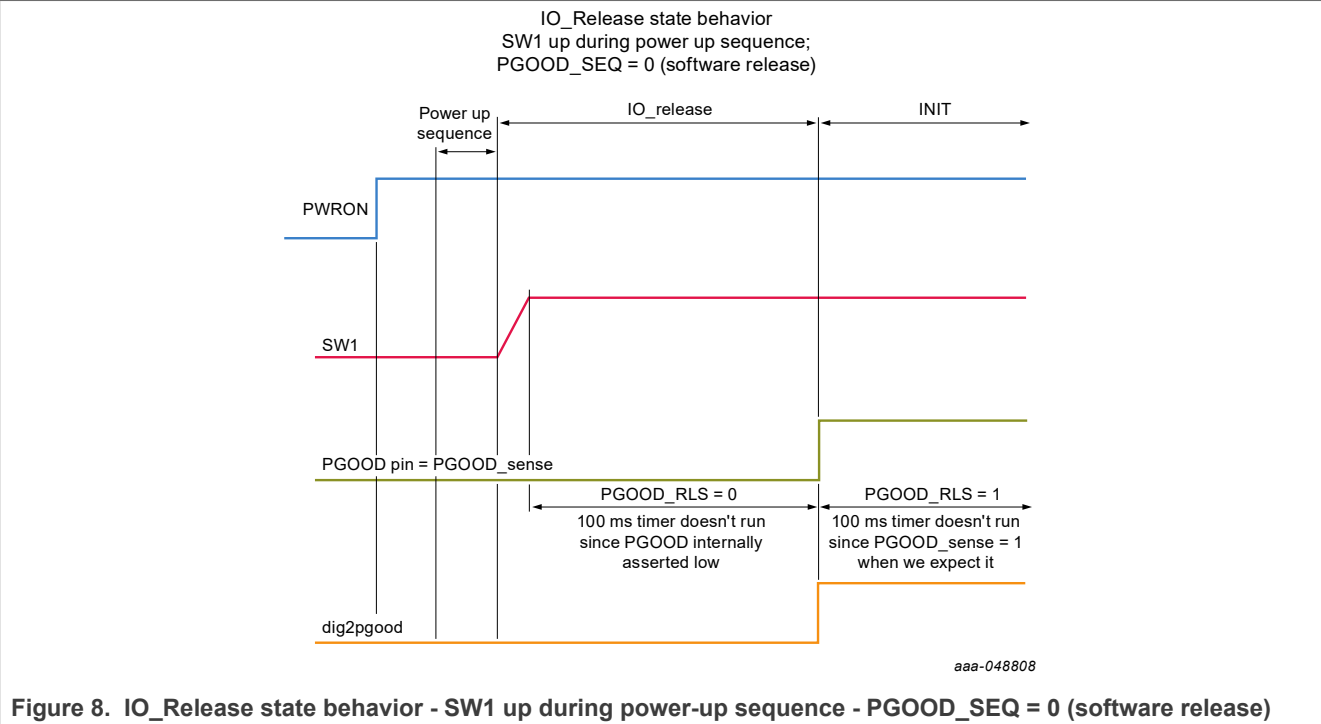 IO_Release state behavior
SW1 up during power up sequence;
PGOOD_SEQ = 0 (software release)
Power up
sequence
IO_release
INIT
PWRON
SW1
PGOOD pin = PGOOD_sense
PGOOD_RLS = 0
100 ms timer doesn't run
since PGOOD internally
asserted low
PGOOD_RLS = 1
100 ms timer doesn't run
since PGOOD_sense = 1
when we expect it
dig2pgood
aaa-048808
Figure 8. IO_Release state behavior - SW1 up during power-up sequence - PGOOD_SEQ = 0 (software release)